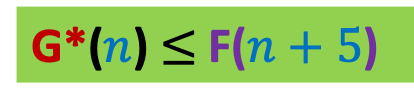 G*(n) ≤ F(n + 5)